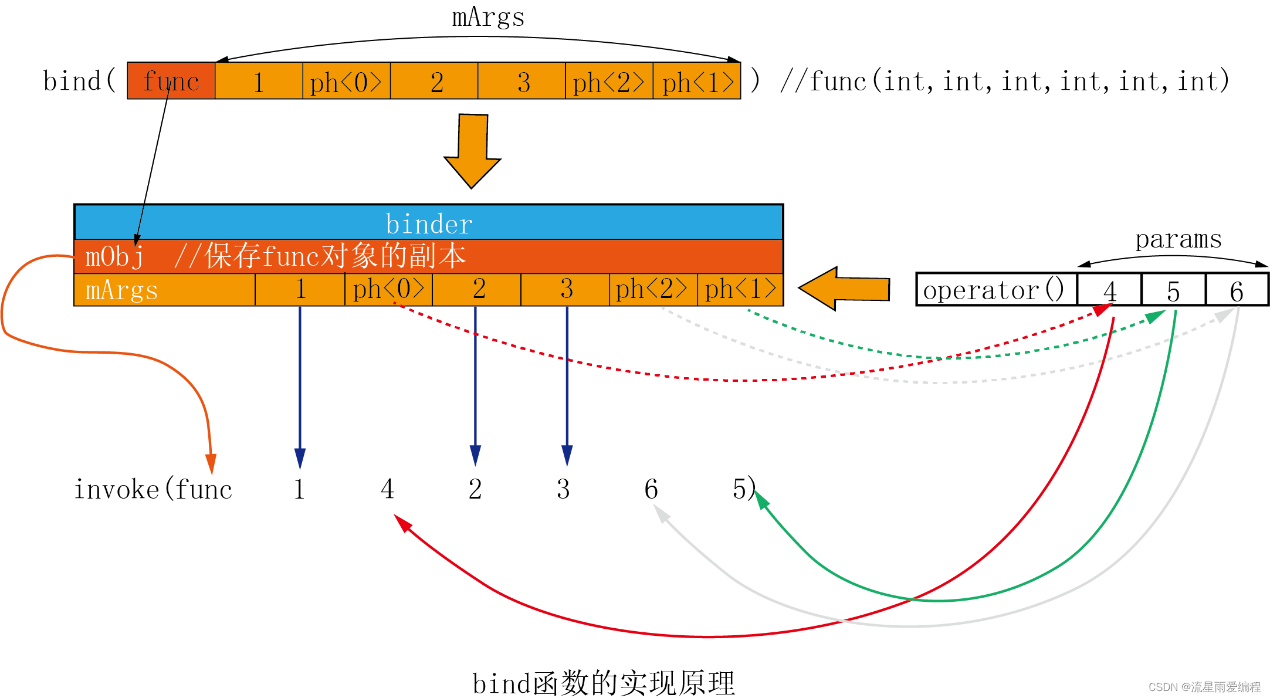 mArgs
bind( func 1 ph<0> 2 3 ph<2> ph<1> ) //func(int,int,int,int,int,int)
binder
mObj //保存func对象的副本
params
mArgs 1 ph<0> 2 3 ph<2> ph<1> operator() 4 5 6
invoke(func 1 4 2 3 6 5)
bind函数的实现原理
CSDN @流星雨爱编程